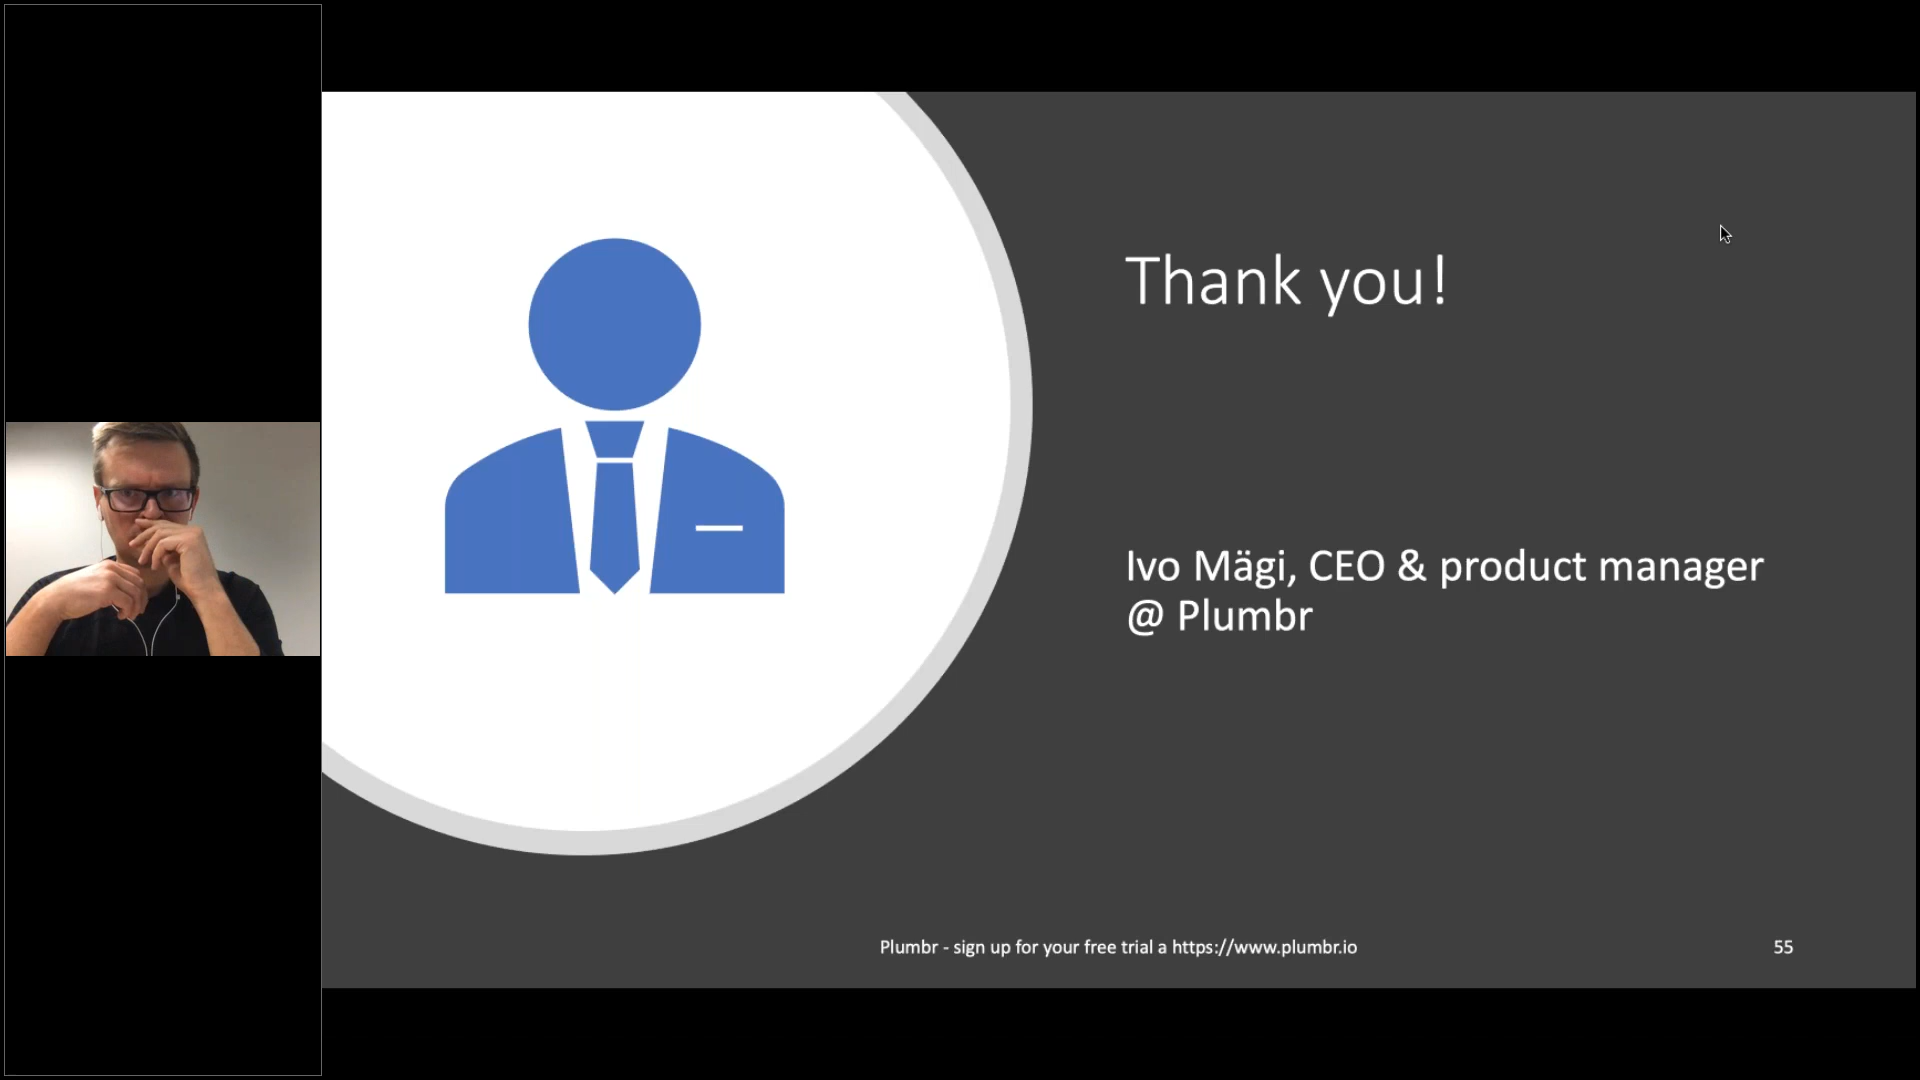 Thank you!
Ivo Mägi, CEO & product manager
@ Plumbr
Plumbr - sign up for your free trial a https://www.plumbr.io
55